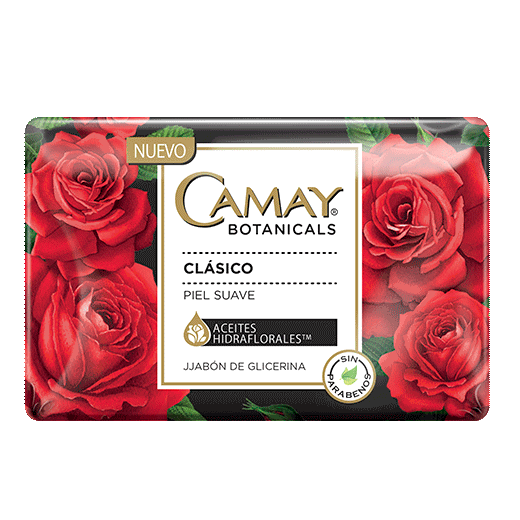 NUEVO
CAMAY®
BOTANICALS
CLÁSICO
PIEL SUAVE
ACEITES
HIDRAFLORALES™
JJABÓN DE GLICERINA
SIN
PARABENOS